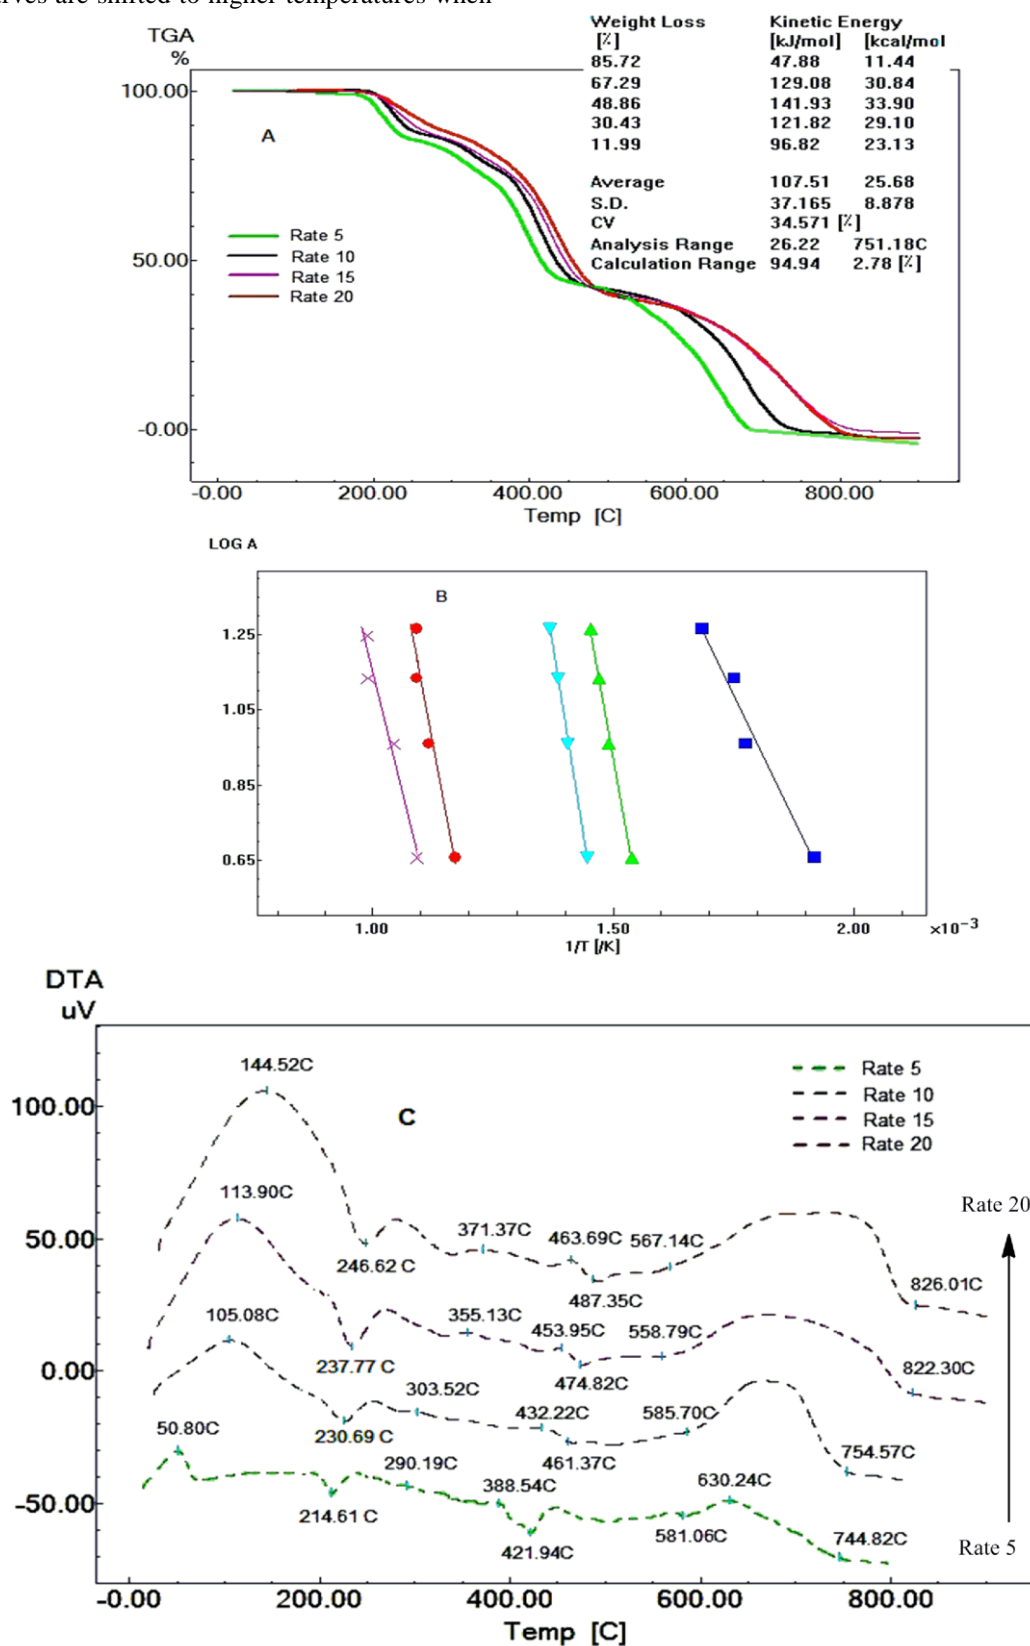 rves are shifted to higher temperatures when
TGA
%
Weight Loss Kinetic Energy
[%] [kJ/mol] [kcal/mol
85.72 47.88 11.44
67.29 129.08 30.84
48.86 141.93 33.90
30.43 121.82 29.10
11.99 96.82 23.13
Average 107.51 25.68
S.D. 37.165 8.878
CV 34.571 [%]
Analysis Range 26.22 751.18C
Calculation Range 94.94 2.78 [%]
A
Rate 5
Rate 10
Rate 15
Rate 20
100.00
50.00
-0.00
-0.00 200.00 400.00 600.00 800.00
Temp [C]
LOG A
B
1.25
1.05
0.85
0.65
1.00 1.50 2.00 ×10⁻³
1/T [/K]
DTA
uV
C
Rate 5
Rate 10
Rate 15
Rate 20
100.00
50.00
0.00
-50.00
144.52C
246.62 C
371.37C
463.69C
487.35C
567.14C
826.01C
113.90C
237.77 C
355.13C
453.95C
474.82C
558.79C
822.30C
105.08C
230.69 C
303.52C
432.22C
461.37C
585.70C
754.57C
50.80C
214.61 C
290.19C
388.54C
421.94C
581.06C
630.24C
744.82C
Rate 20
Rate 5
-0.00 200.00 400.00 600.00 800.00
Temp [C]